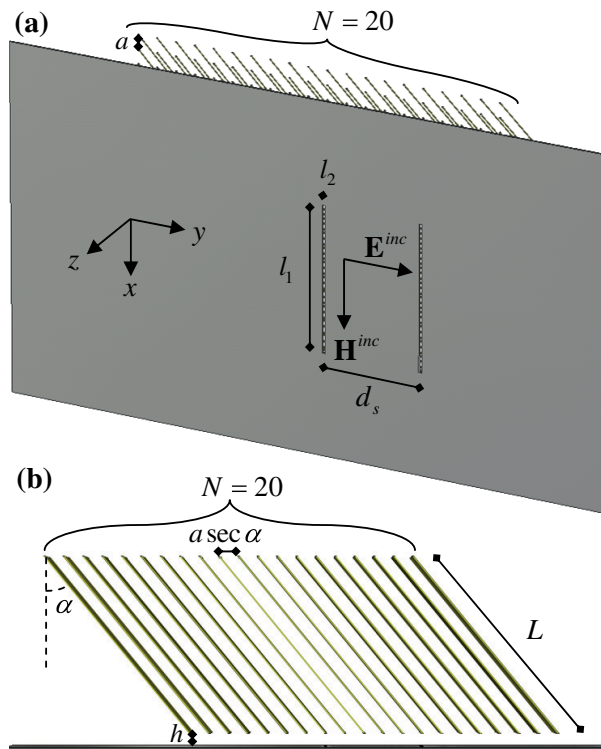 (a)
N = 20
a
l₂
l₁
y
z
x
E^{inc}
H^{inc}
d_s
(b)
N = 20
a sec α
α
L
h